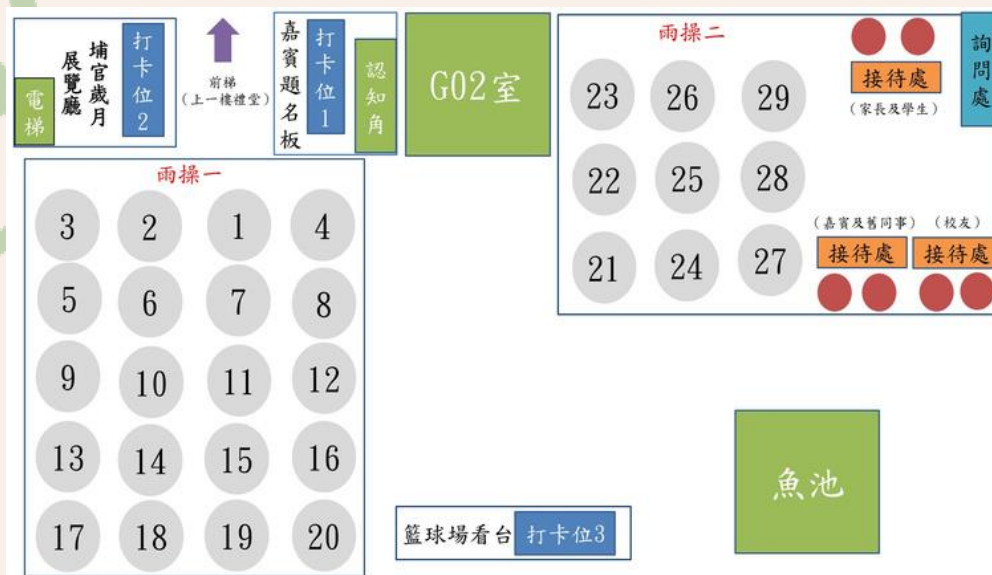 電梯
埔官歲月
展覽廳
打卡位2
前梯
（上一樓禮堂）
嘉賓題名板
打卡位1
認知角
G02室
雨操一
3 2 1 4
5 6 7 8
9 10 11 12
13 14 15 16
17 18 19 20
雨操二
23 26 29
22 25 28
21 24 27
接待處
（家長及學生）
詢問處
（嘉賓及舊同事）
接待處
（校友）
接待處
籃球場看台
打卡位3
魚池